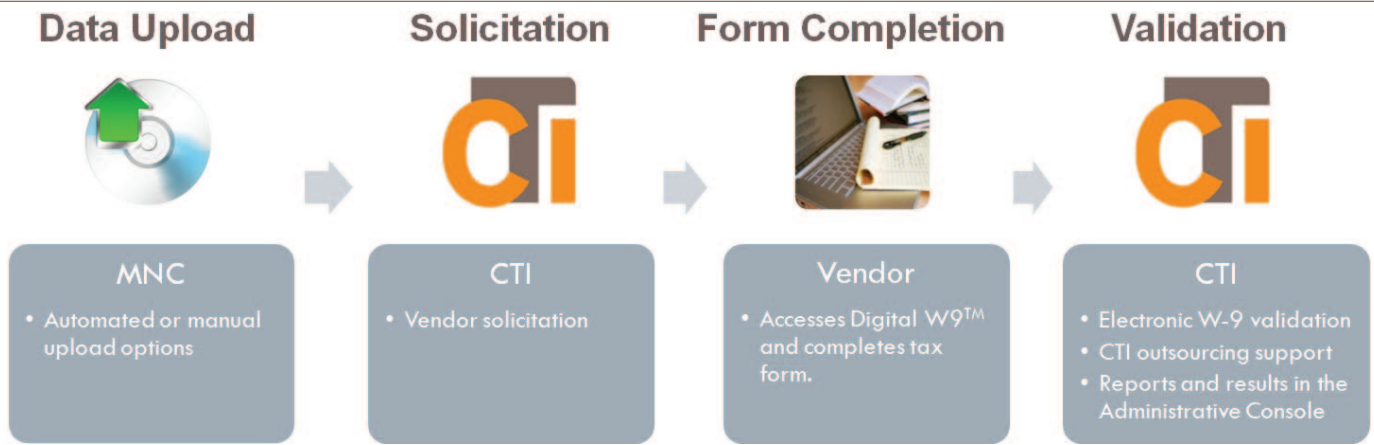 Data Upload
Solicitation
Form Completion
Validation
CTi
CTi
MNC
• Automated or manual
upload options
CTI
• Vendor solicitation
Vendor
• Accesses Digital W9™
and completes tax
form.
CTI
• Electronic W-9 validation
• CTI outsourcing support
• Reports and results in the
Administrative Console